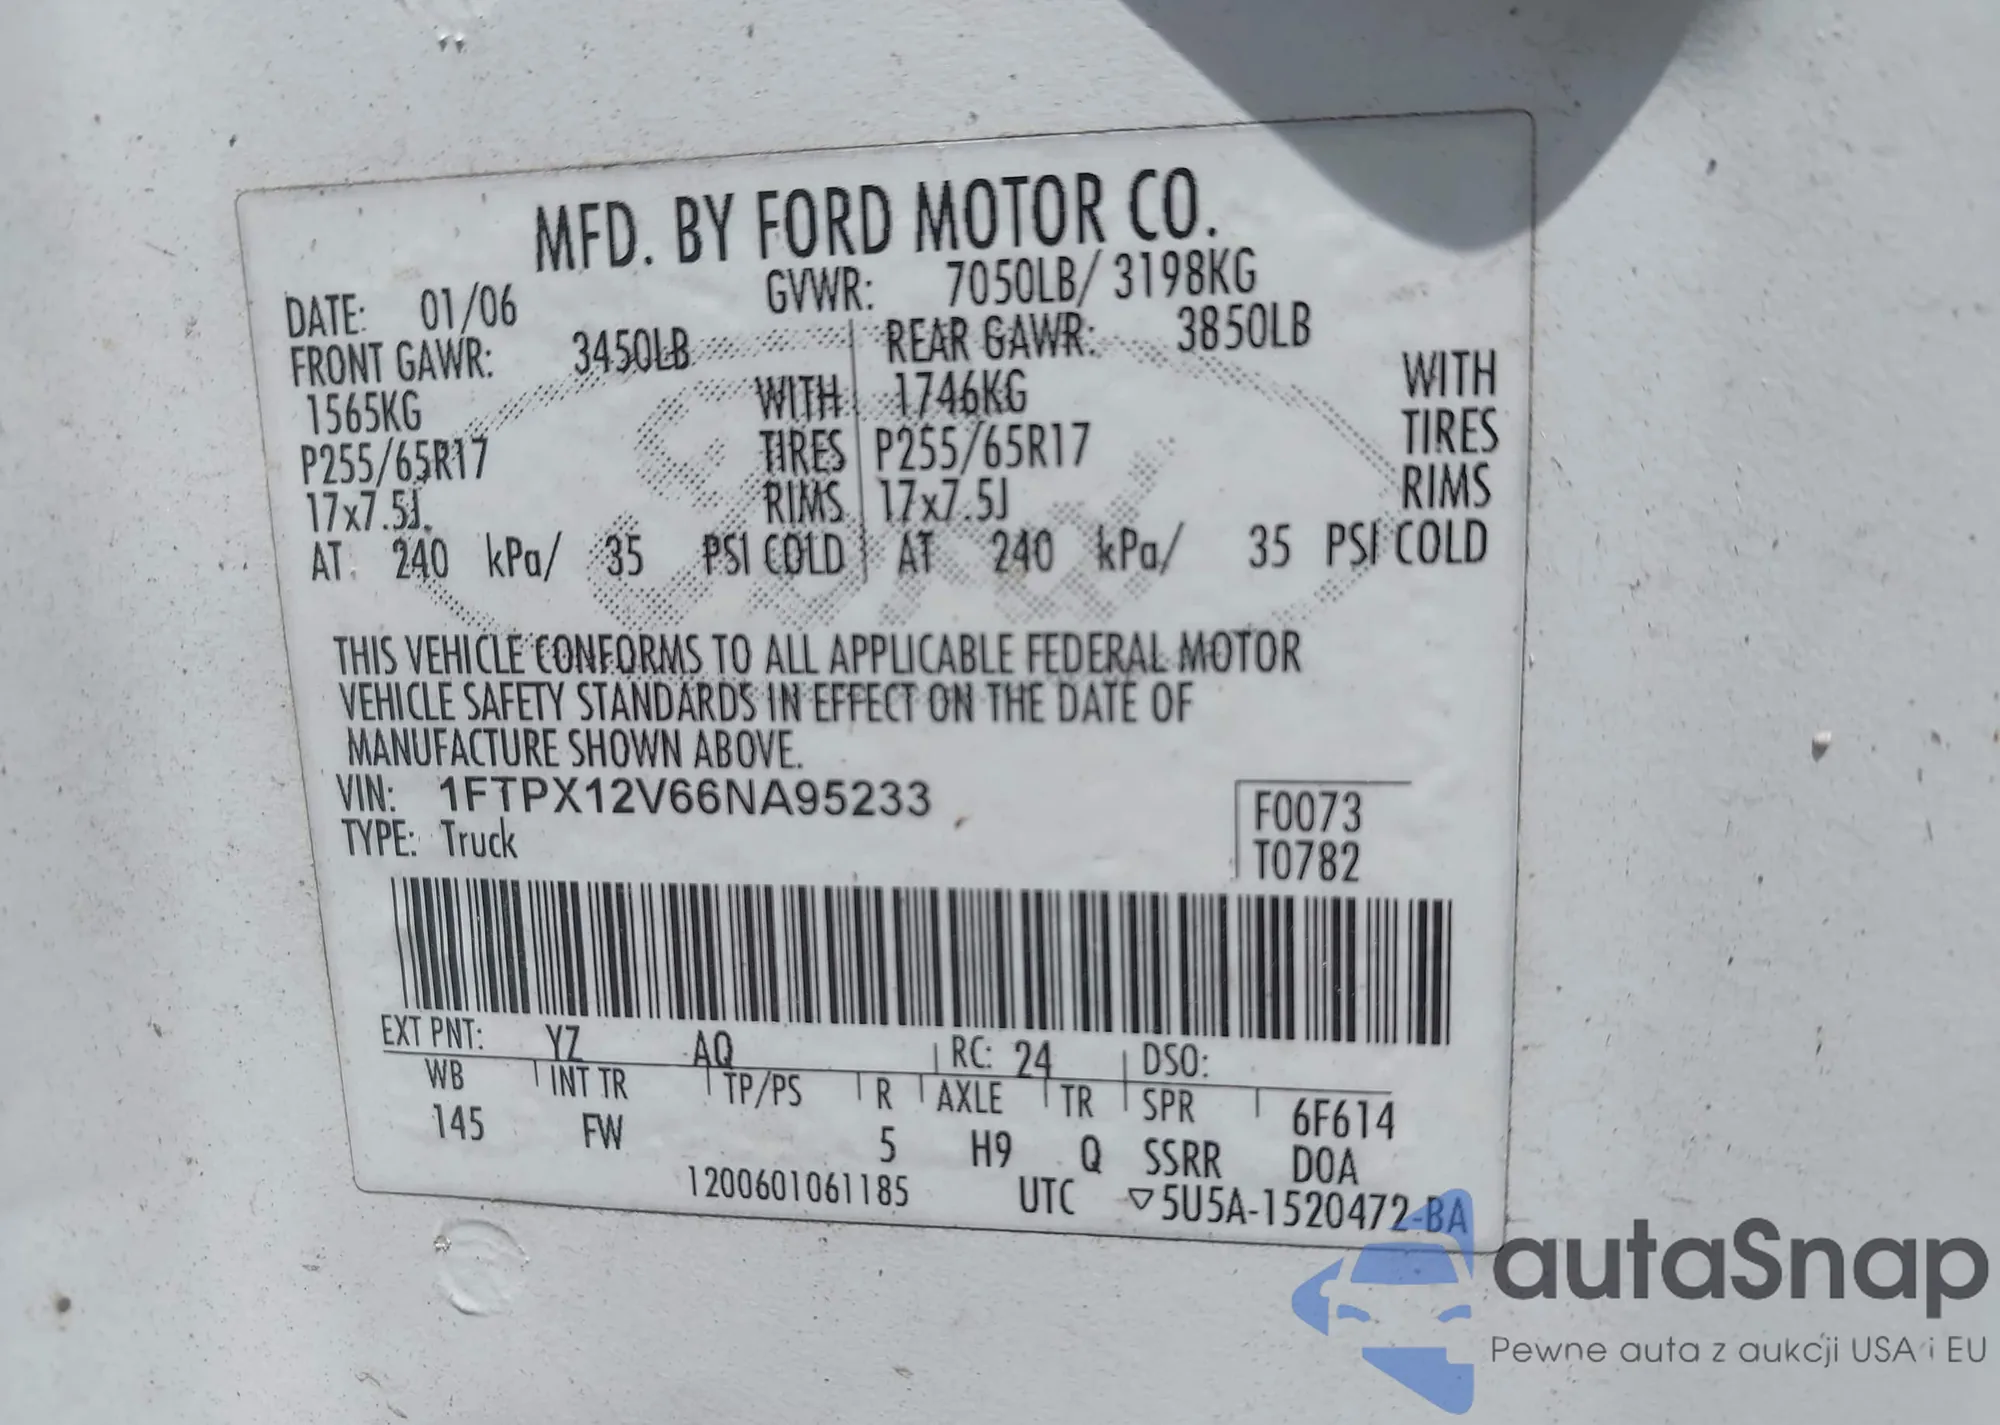 MFD. BY FORD MOTOR CO.
DATE: 01/06 GVWR: 7050LB/ 3198KG
FRONT GAWR: 3450LB REAR GAWR: 3850LB
1565KG WITH 1746KG WITH
P255/65R17 TIRES P255/65R17 TIRES
17x7.5J RIMS 17x7.5J RIMS
AT 240 kPa/ 35 PSI COLD AT 240 kPa/ 35 PSI COLD
THIS VEHICLE CONFORMS TO ALL APPLICABLE FEDERAL MOTOR
VEHICLE SAFETY STANDARDS IN EFFECT ON THE DATE OF
MANUFACTURE SHOWN ABOVE.
VIN: 1FTPX12V66NA95233 F0073
TYPE: Truck T0782
EXT PNT: YZ AQ RC: 24 DSO:
WB INT TR TP/PS R AXLE TR SPR 6F614
145 FW 5 H9 Q SSRR DOA
1200601061185 UTC ▽5U5A-1520472-BA
autaSnap
Pewne auta z aukcji USA i EU